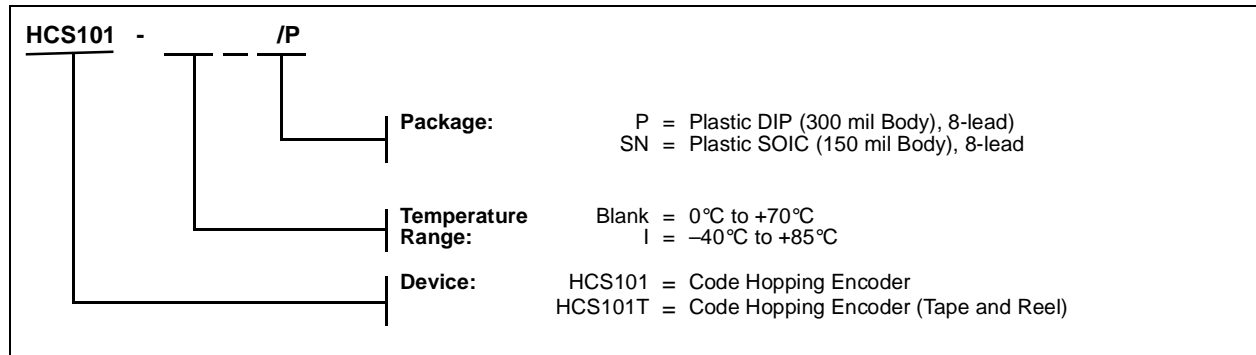 HCS101 - /P
Package: P = Plastic DIP (300 mil Body), 8-lead)
SN = Plastic SOIC (150 mil Body), 8-lead
Temperature Blank = 0°C to +70°C
Range: I = –40°C to +85°C
Device: HCS101 = Code Hopping Encoder
HCS101T = Code Hopping Encoder (Tape and Reel)